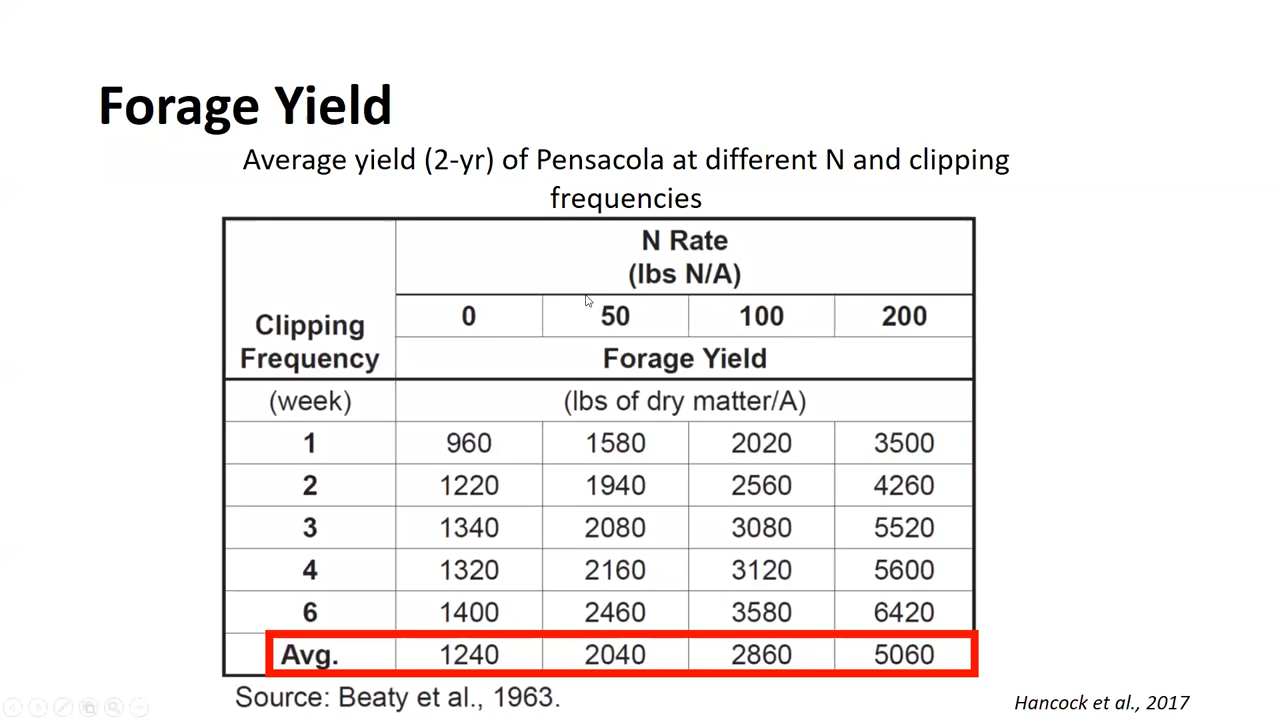 Forage Yield
Average yield (2-yr) of Pensacola at different N and clipping
frequencies
N Rate
(lbs N/A)
Clipping
Frequency
0 50 100 200
Forage Yield
(week) (lbs of dry matter/A)
1 960 1580 2020 3500
2 1220 1940 2560 4260
3 1340 2080 3080 5520
4 1320 2160 3120 5600
6 1400 2460 3580 6420
Avg. 1240 2040 2860 5060
Source: Beaty et al., 1963.
Hancock et al., 2017